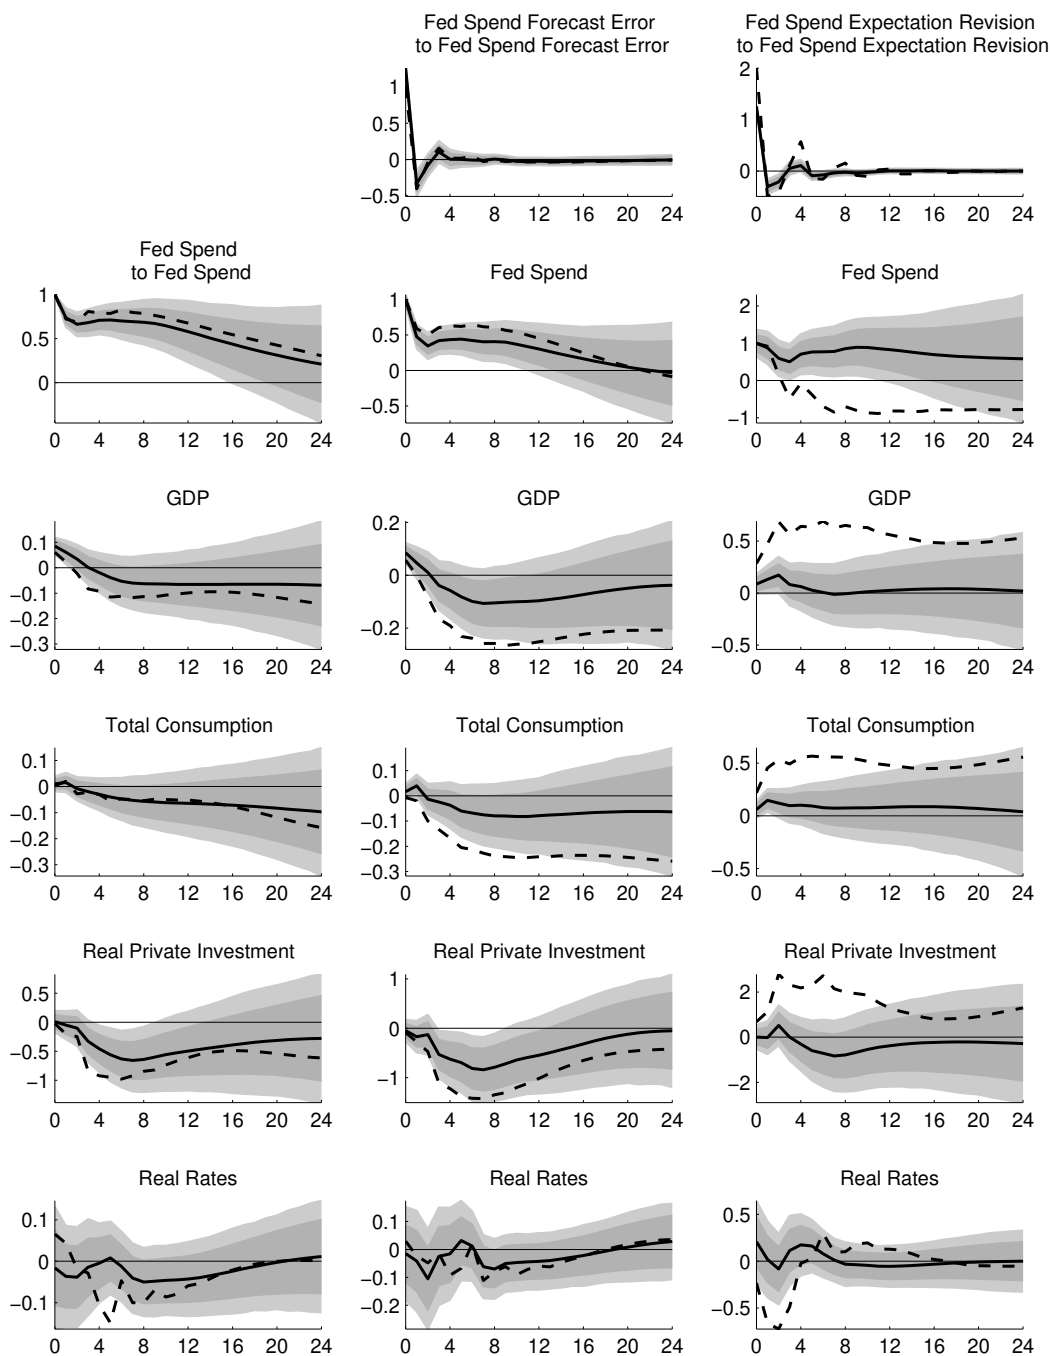 Fed Spend Forecast Error
to Fed Spend Forecast Error
Fed Spend Expectation Revision
to Fed Spend Expectation Revision
1
0.5
0
−0.5
0 4 8 12 16 20 24
2
1
0
0 4 8 12 16 20 24
Fed Spend
to Fed Spend
1
0.5
0
0 4 8 12 16 20 24
Fed Spend
1
0.5
0
−0.5
0 4 8 12 16 20 24
Fed Spend
2
1
0
−1
0 4 8 12 16 20 24
GDP
0.1
0
−0.1
−0.2
−0.3
0 4 8 12 16 20 24
GDP
0.2
0
−0.2
0 4 8 12 16 20 24
GDP
0.5
0
−0.5
0 4 8 12 16 20 24
Total Consumption
0.1
0
−0.1
−0.2
−0.3
0 4 8 12 16 20 24
Total Consumption
0.1
0
−0.1
−0.2
−0.3
0 4 8 12 16 20 24
Total Consumption
0.5
0
−0.5
0 4 8 12 16 20 24
Real Private Investment
0.5
0
−0.5
−1
0 4 8 12 16 20 24
Real Private Investment
1
0
−1
0 4 8 12 16 20 24
Real Private Investment
2
0
−2
0 4 8 12 16 20 24
Real Rates
0.1
0
−0.1
0 4 8 12 16 20 24
Real Rates
0.1
0
−0.1
−0.2
0 4 8 12 16 20 24
Real Rates
0.5
0
−0.5
0 4 8 12 16 20 24